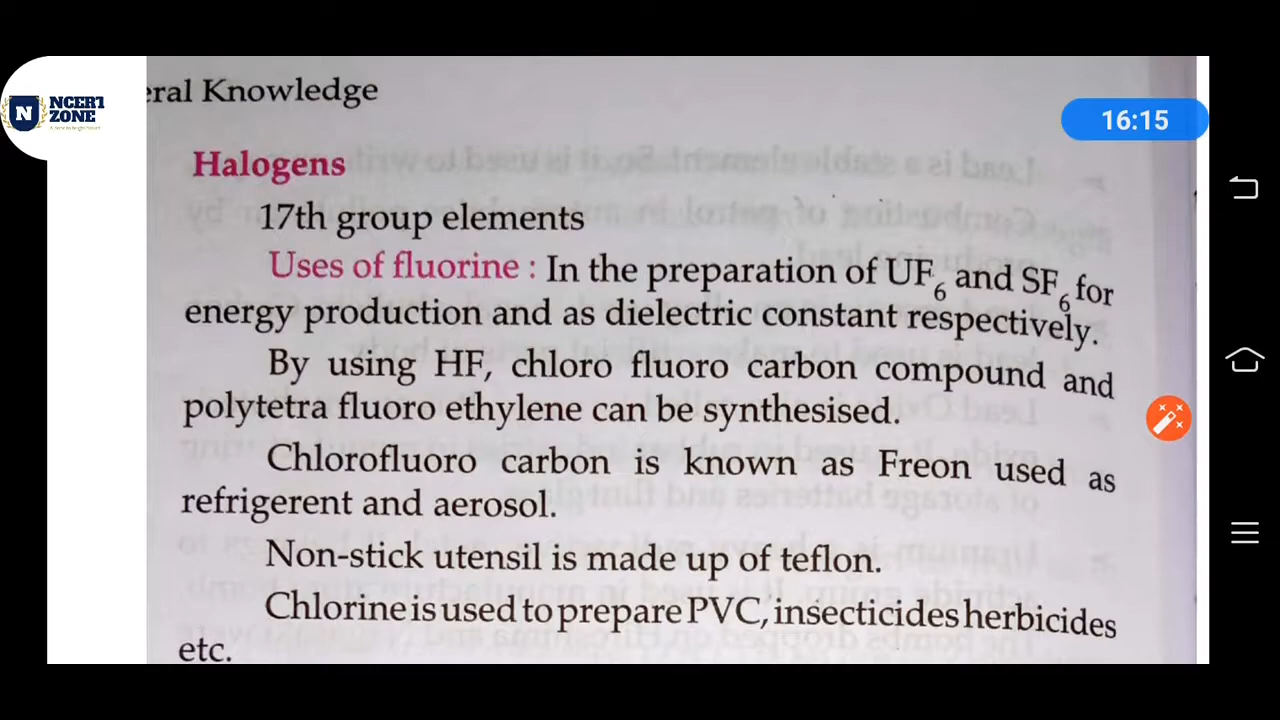 NCERT
ZONE
eral Knowledge
16:15
Halogens
17th group elements
Uses of fluorine : In the preparation of UF6 and SF6 for
energy production and as dielectric constant respectively.
By using HF, chloro fluoro carbon compound and
polytetra fluoro ethylene can be synthesised.
Chlorofluoro carbon is known as Freon used as
refrigerent and aerosol.
Non-stick utensil is made up of teflon.
Chlorine is used to prepare PVC, insecticides herbicides
etc.